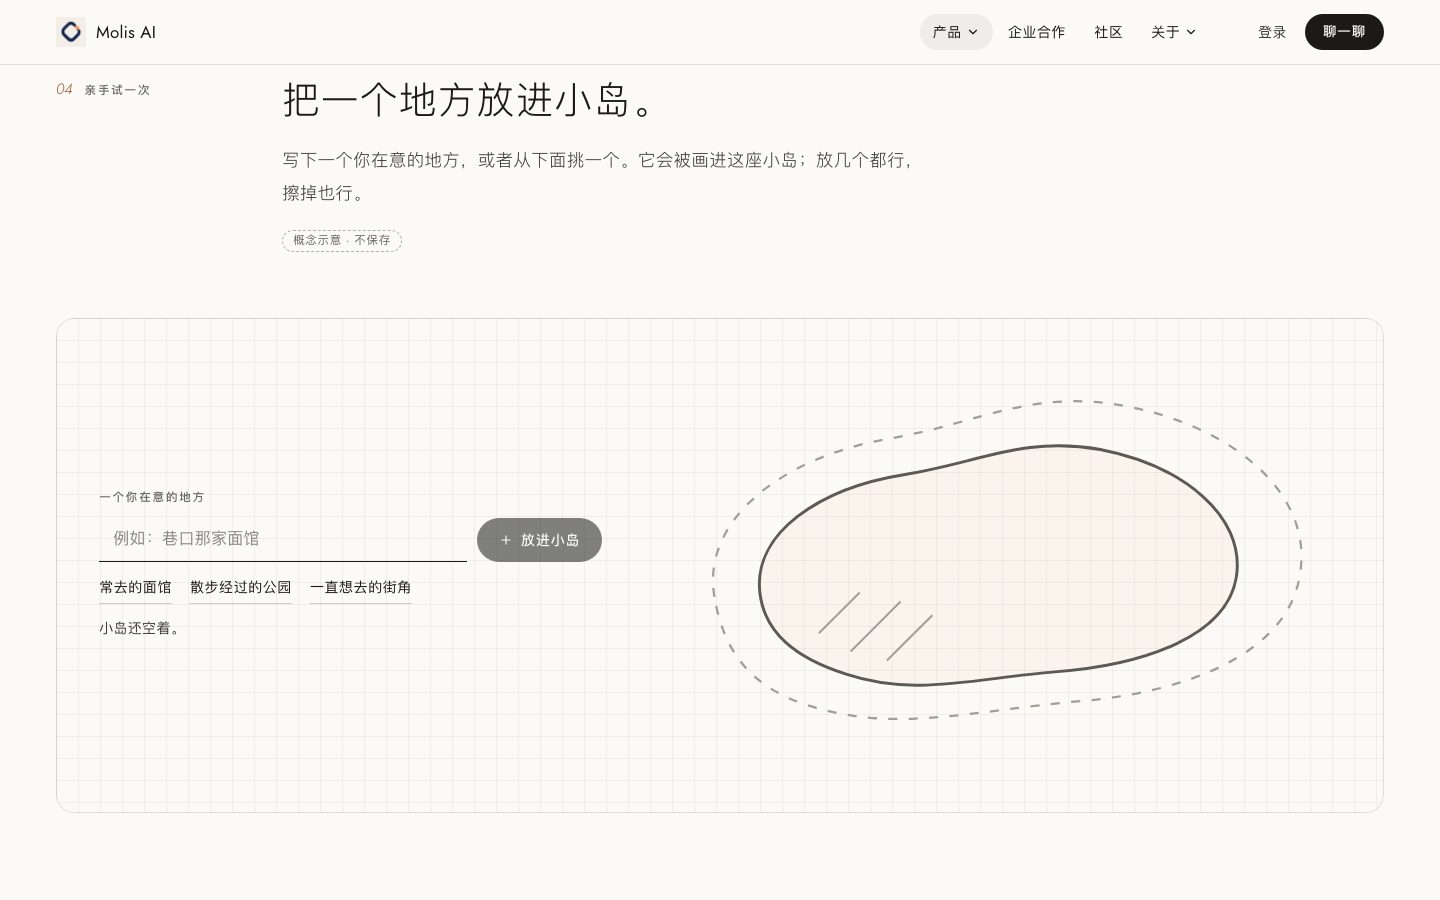 Molis AI
产品
企业合作
社区
关于
登录
聊一聊
04 亲手试一次
把一个地方放进小岛。
写下一个你在意的地方，或者从下面挑一个。它会被画进这座小岛；放几个都行，
擦掉也行。
概念示意 · 不保存
一个你在意的地方
例如：巷口那家面馆
+ 放进小岛
常去的面馆 散步经过的公园 一直想去的街角
小岛还空着。